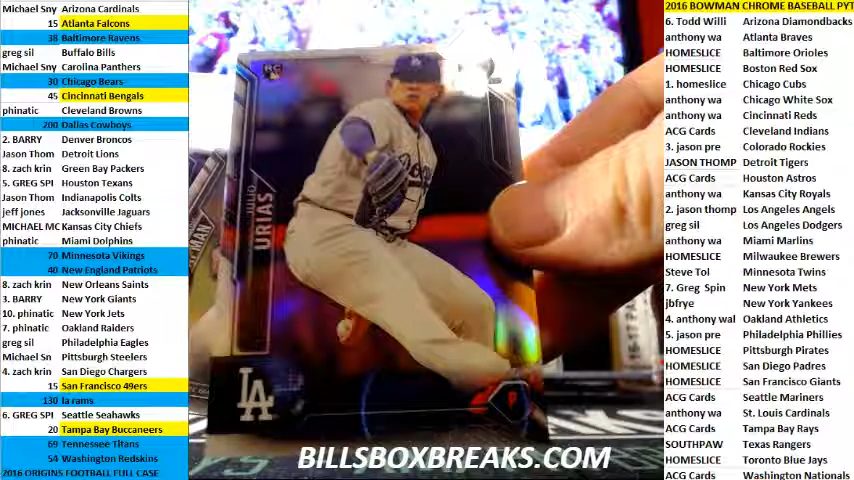 Michael Sny Arizona Cardinals
15 Atlanta Falcons
38 Baltimore Ravens
greg sil Buffalo Bills
Michael Sny Carolina Panthers
30 Chicago Bears
45 Cincinnati Bengals
phinatic Cleveland Browns
200 Dallas Cowboys
2. BARRY Denver Broncos
Jason Thom Detroit Lions
8. zach krin Green Bay Packers
5. GREG SPI Houston Texans
Jason Thom Indianapolis Colts
jeff jones Jacksonville Jaguars
MICHAEL MC Kansas City Chiefs
phinatic Miami Dolphins
70 Minnesota Vikings
40 New England Patriots
8. zach krin New Orleans Saints
3. BARRY New York Giants
10. phinatic New York Jets
7. phinatic Oakland Raiders
greg sil Philadelphia Eagles
Michael Sn Pittsburgh Steelers
4. zach krin San Diego Chargers
15 San Francisco 49ers
130 la rams
6. GREG SPI Seattle Seahawks
20 Tampa Bay Buccaneers
69 Tennessee Titans
54 Washington Redskins
2016 ORIGINS FOOTBALL FULL CASE
RC
JULIO
URIAS
LA
P
BILLSBOXBREAKS.COM
2016 BOWMAN CHROME BASEBALL PYT
6. Todd Willi Arizona Diamondbacks
anthony wa Atlanta Braves
HOMESLICE Baltimore Orioles
HOMESLICE Boston Red Sox
1. homeslice Chicago Cubs
anthony wa Chicago White Sox
anthony wa Cincinnati Reds
ACG Cards Cleveland Indians
3. jason pre Colorado Rockies
JASON THOMP Detroit Tigers
ACG Cards Houston Astros
anthony wa Kansas City Royals
2. jason thomp Los Angeles Angels
greg sil Los Angeles Dodgers
anthony wa Miami Marlins
HOMESLICE Milwaukee Brewers
Steve Tol Minnesota Twins
7. Greg Spin New York Mets
jbfrye New York Yankees
4. anthony wal Oakland Athletics
5. jason pre Philadelphia Phillies
HOMESLICE Pittsburgh Pirates
HOMESLICE San Diego Padres
HOMESLICE San Francisco Giants
ACG Cards Seattle Mariners
anthony wa St. Louis Cardinals
ACG Cards Tampa Bay Rays
SOUTHPAW Texas Rangers
HOMESLICE Toronto Blue Jays
ACG Cards Washington Nationals